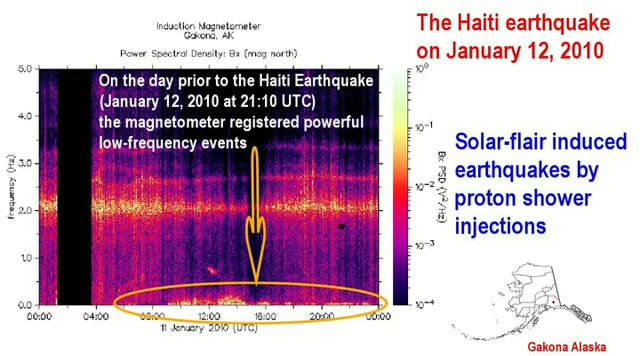 Induction Magnetometer
Gakona, AK
Power Spectral Density: Bx (mag north)
The Haiti earthquake
on January 12, 2010
On the day prior to the Haiti Earthquake
(January 12, 2010 at 21:10 UTC)
the magnetometer registered powerful
low-frequency events
Solar-flair induced
earthquakes by
proton shower
injections
frequency (Hz)
5.0
4.0
3.0
2.0
1.0
0.0
00:00 04:00 08:00 12:00 16:00 20:00 00:00
11 January 2010 (UTC)
10⁰
10⁻¹
10⁻²
10⁻³
10⁻⁴
Bx PSD (V²/Hz)
Gakona Alaska